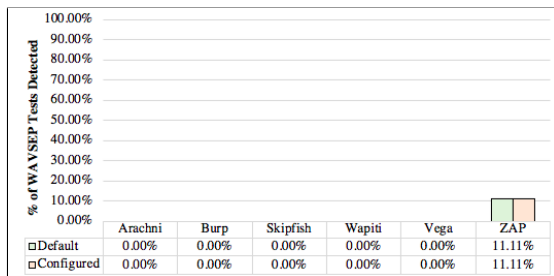 % of WAVSEP Tests Detected
100.00%
90.00%
80.00%
70.00%
60.00%
50.00%
40.00%
30.00%
20.00%
10.00%
0.00%
Arachni Burp Skipfish Wapiti Vega ZAP
Default 0.00% 0.00% 0.00% 0.00% 0.00% 11.11%
Configured 0.00% 0.00% 0.00% 0.00% 0.00% 11.11%